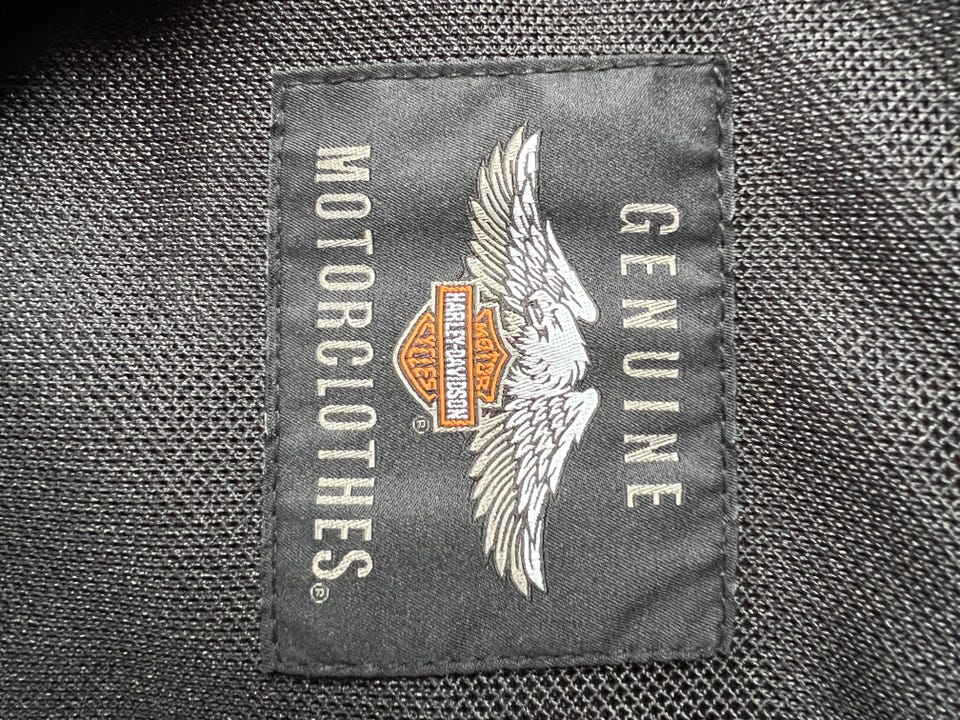 GENUINE
MOTOR
HARLEY-DAVIDSON
CYCLES
®
MOTORCLOTHES®